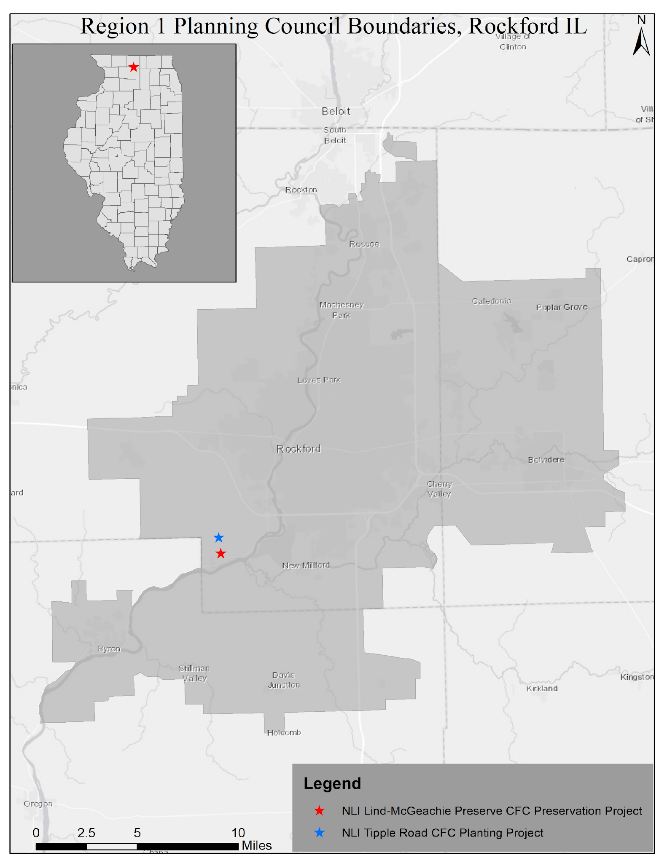 Region 1 Planning Council Boundaries, Rockford IL
N
Village of
Clinton
Beloit
South
Beloit
Rockton
Roscoe
Capron
Machesney
Park
Caledonia
Poplar Grove
Loves Park
Rockford
Belvidere
Cherry
Valley
New Milford
Byron
Stillman
Valley
Davis
Junction
Kirkland
Kingston
Holcomb
Oregon
Legend
NLI Lind-McGeachie Preserve CFC Preservation Project
NLI Tipple Road CFC Planting Project
0 2.5 5 10
Miles